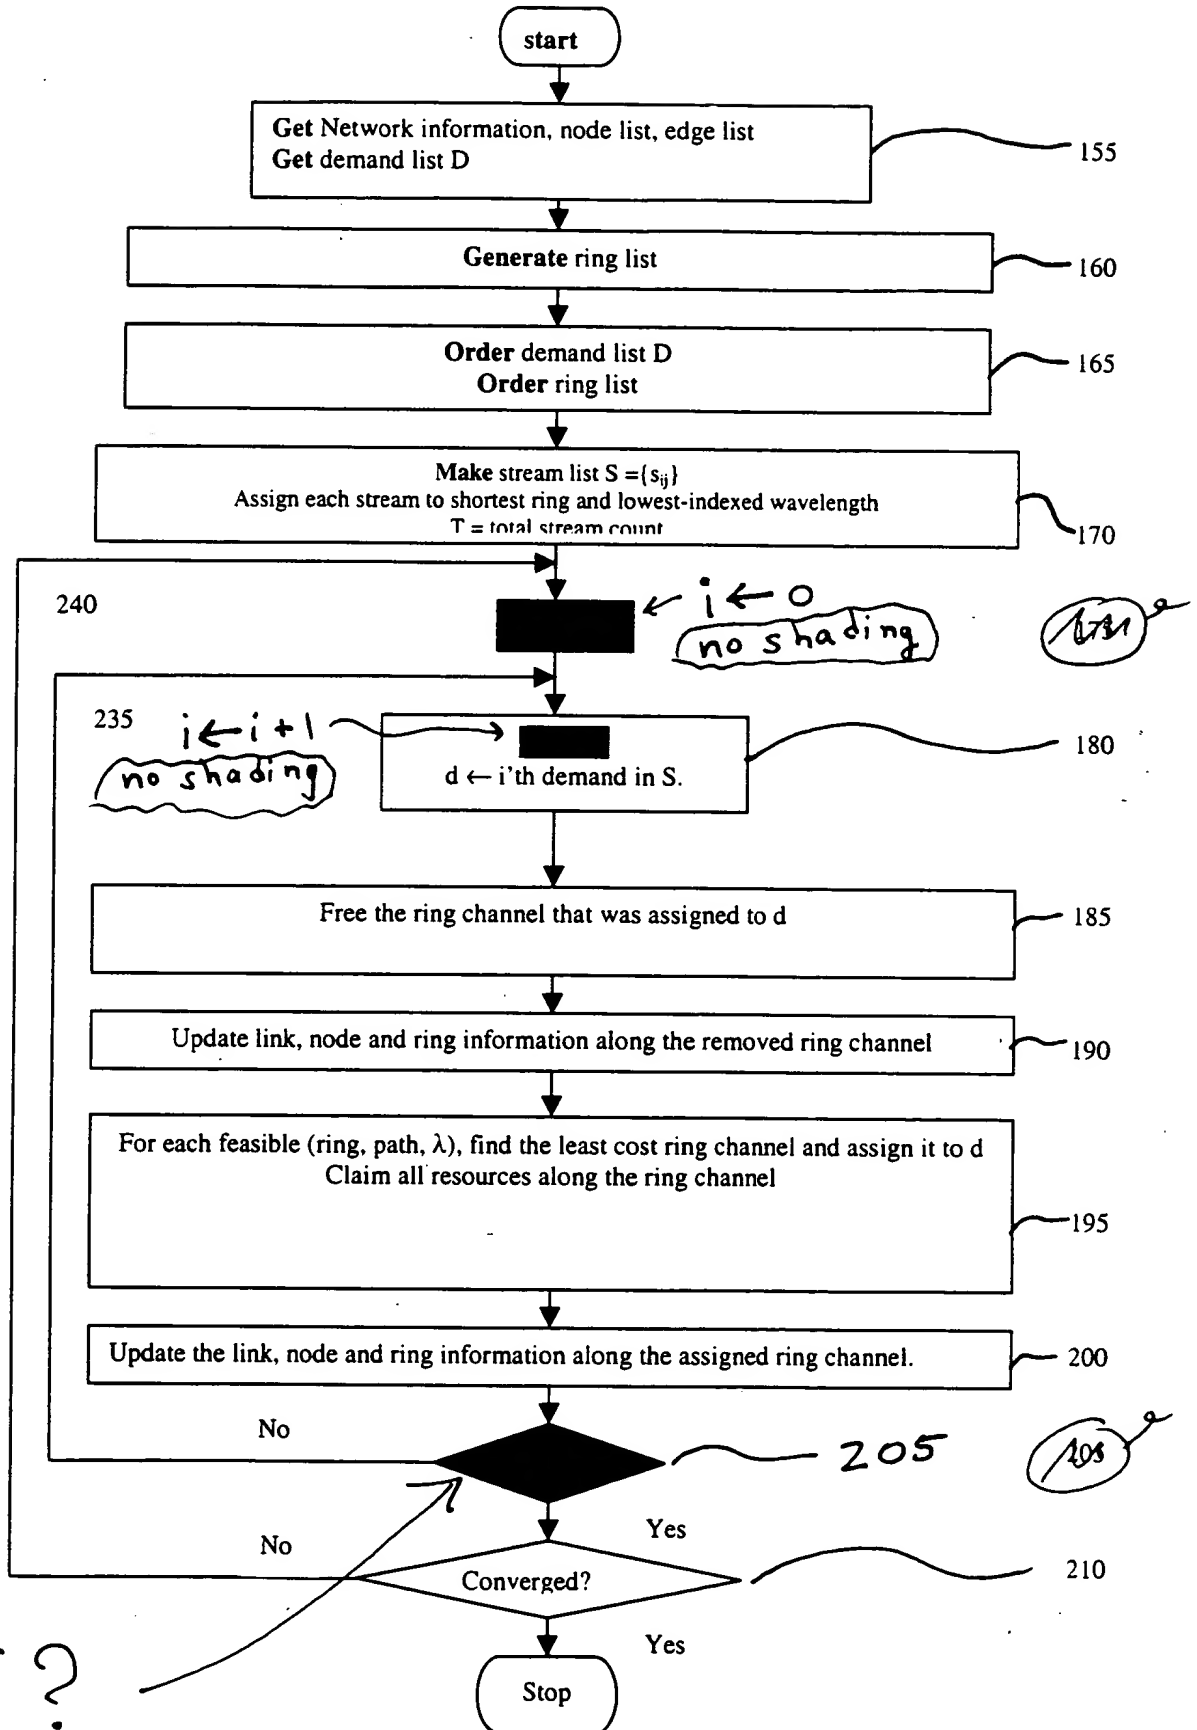 start
Get Network information, node list, edge list
Get demand list D
155
Generate ring list
160
Order demand list D
Order ring list
165
Make stream list S ={sij}
Assign each stream to shortest ring and lowest-indexed wavelength
T = total stream count
170
240
i ← 0
no shading
235
i ← i + 1
no shading
d ← i'th demand in S.
180
Free the ring channel that was assigned to d
185
Update link, node and ring information along the removed ring channel
190
For each feasible (ring, path, λ), find the least cost ring channel and assign it to d
Claim all resources along the ring channel
195
Update the link, node and ring information along the assigned ring channel.
200
No
205
205
Yes
No
Converged?
210
Yes
?
Stop